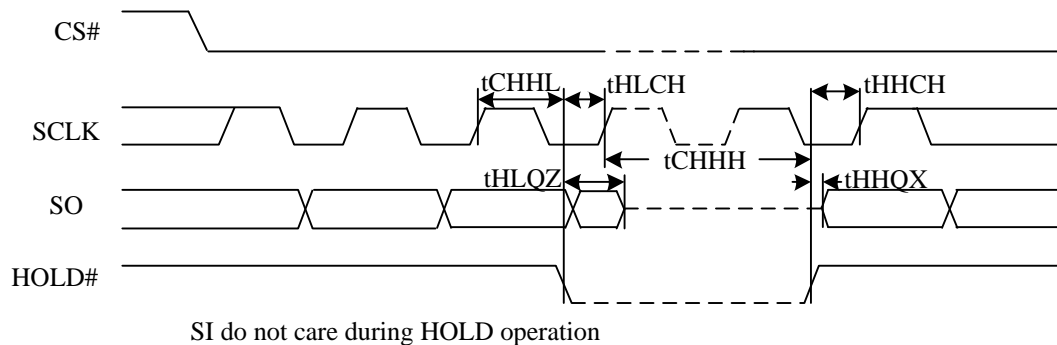 CS#
tCHHL
tHLCH
tHHCH
SCLK
tCHHH
tHLQZ
tHHQX
SO
HOLD#
SI do not care during HOLD operation